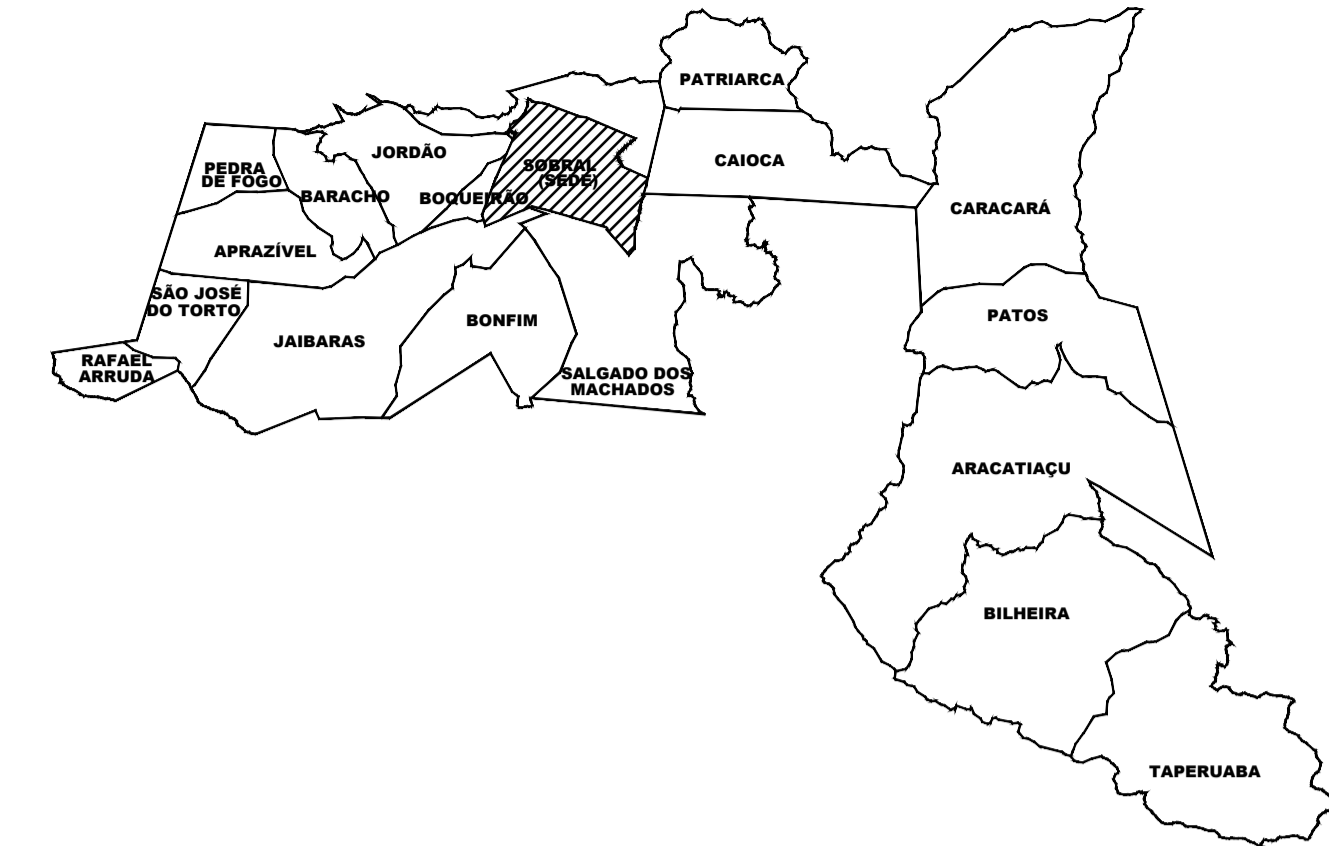 PATRIARCA
JORDÃO
CAIOCA
PEDRA
DE FOGO
SOBRAL
(SEDE)
BARACHO
BOQUEIRÃO
CARACARÁ
APRAZÍVEL
SÃO JOSÉ
DO TORTO
PATOS
BONFIM
JAIBARAS
RAFAEL
ARRUDA
SALGADO DOS
MACHADOS
ARACATIAÇU
BILHEIRA
TAPERUABA